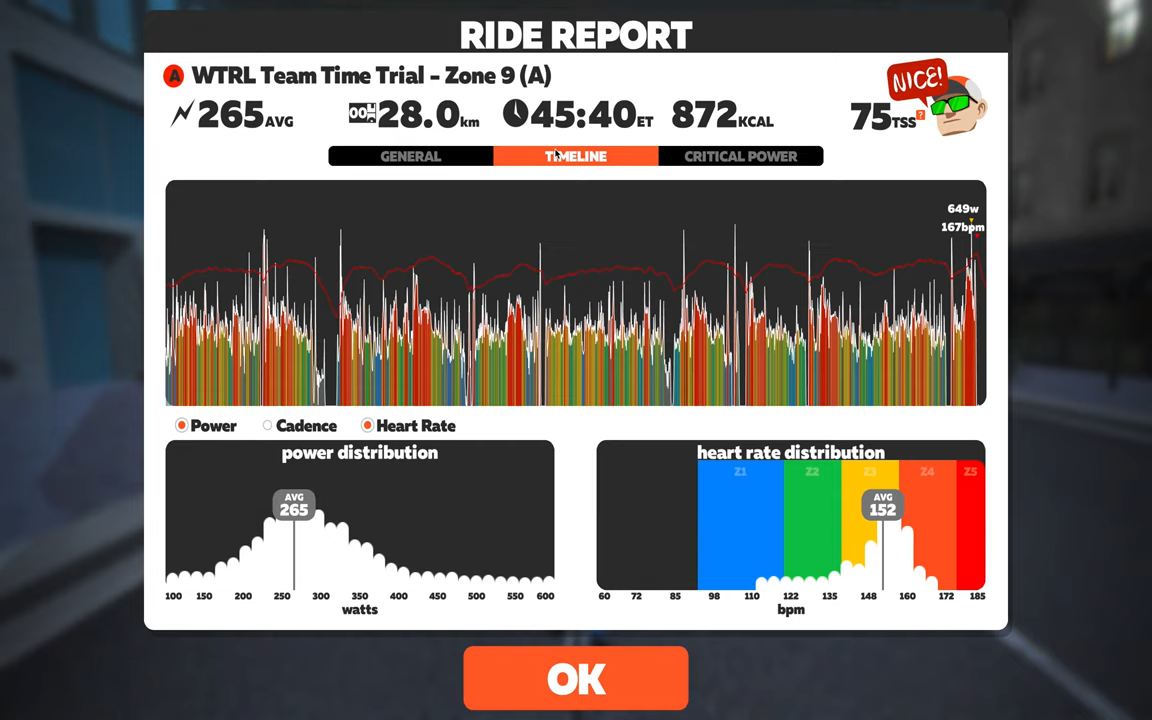 RIDE REPORT
A WTRL Team Time Trial - Zone 9 (A)
NICE!
265AVG 28.0km 45:40ET 872KCAL 75TSS ?
GENERAL TIMELINE CRITICAL POWER
649w
167bpm
Power Cadence Heart Rate
power distribution
AVG
265
100 150 200 250 300 350 400 450 500 550 600
watts
heart rate distribution
Z1 Z2 Z3 Z4 Z5
AVG
152
60 72 85 98 110 122 135 148 160 172 185
bpm
OK